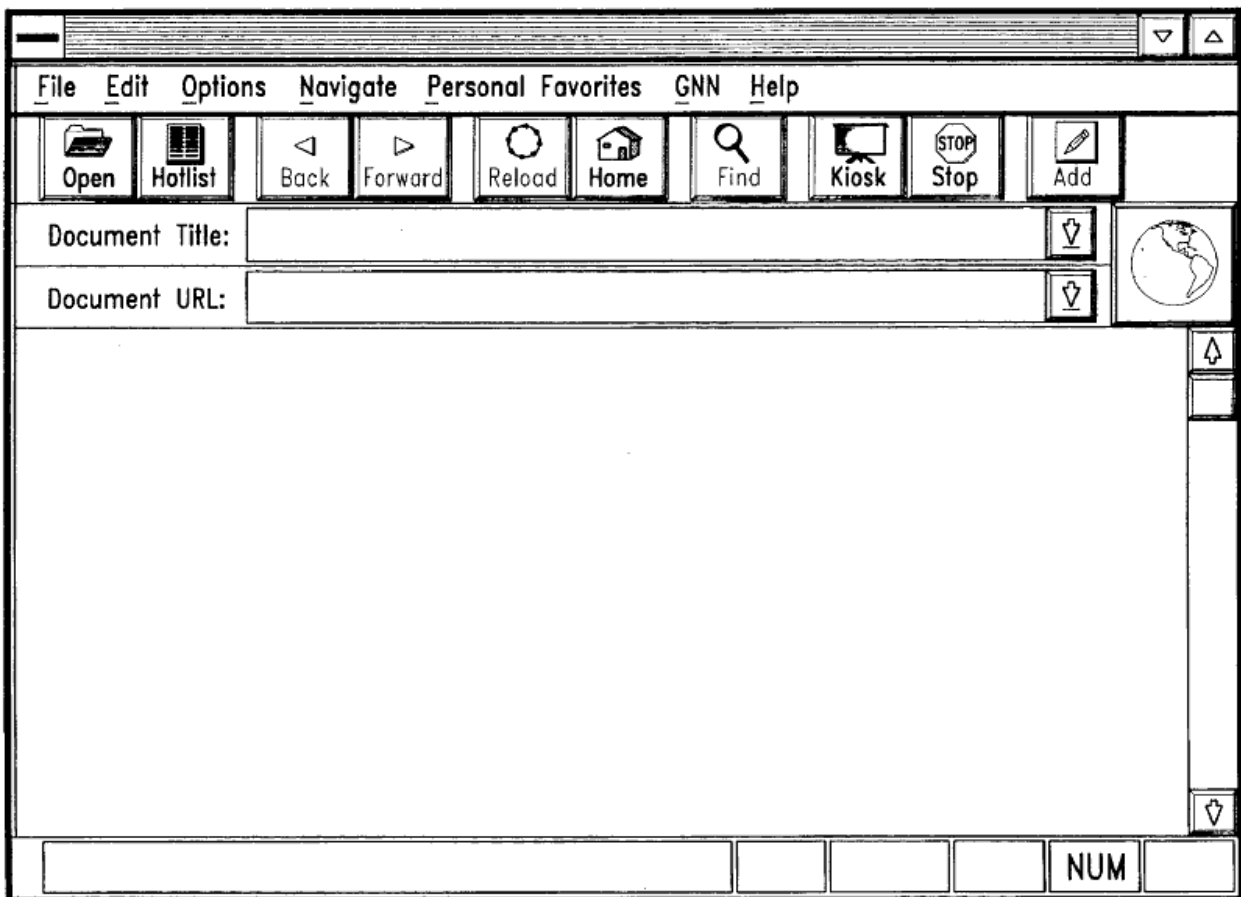 File Edit Options Navigate Personal Favorites GNN Help
Open Hotlist Back Forward Reload Home Find Kiosk STOP Stop Add
Document Title:
Document URL:
NUM